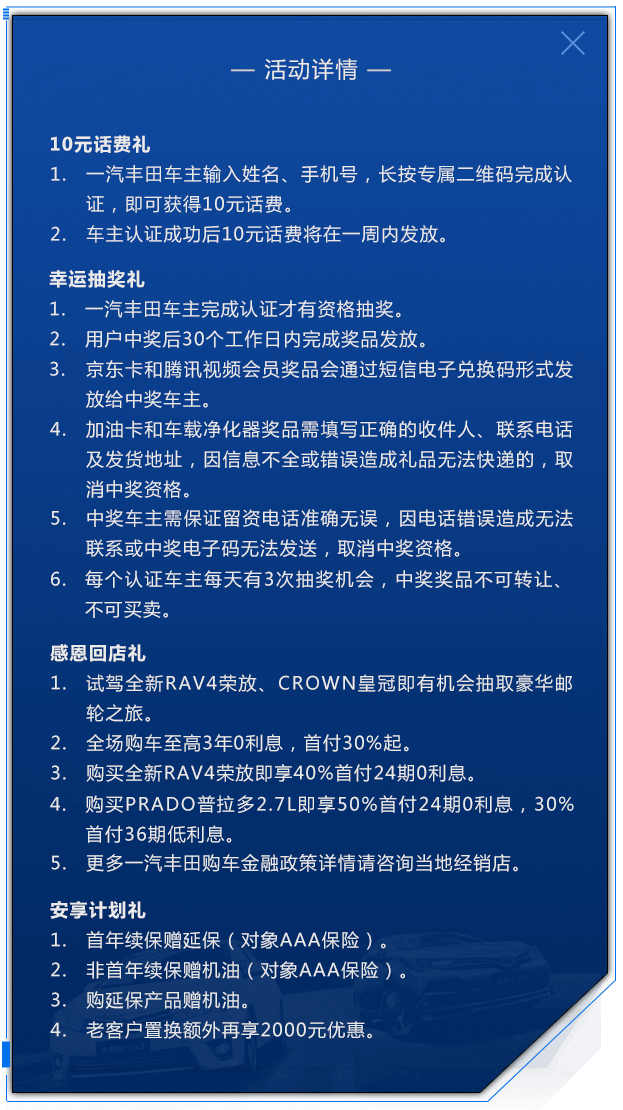 — 活动详情 —
10元话费礼
1. 一汽丰田车主输入姓名、手机号，长按专属二维码完成认
证，即可获得10元话费。
2. 车主认证成功后10元话费将在一周内发放。
幸运抽奖礼
1. 一汽丰田车主完成认证才有资格抽奖。
2. 用户中奖后30个工作日内完成奖品发放。
3. 京东卡和腾讯视频会员奖品会通过短信电子兑换码形式发
放给中奖车主。
4. 加油卡和车载净化器奖品需填写正确的收件人、联系电话
及发货地址，因信息不全或错误造成礼品无法快递的，取
消中奖资格。
5. 中奖车主需保证留资电话准确无误，因电话错误造成无法
联系或中奖电子码无法发送，取消中奖资格。
6. 每个认证车主每天有3次抽奖机会，中奖奖品不可转让、
不可买卖。
感恩回店礼
1. 试驾全新RAV4荣放、CROWN皇冠即有机会抽取豪华邮
轮之旅。
2. 全场购车至高3年0利息，首付30%起。
3. 购买全新RAV4荣放即享40%首付24期0利息。
4. 购买PRADO普拉多2.7L即享50%首付24期0利息，30%
首付36期低利息。
5. 更多一汽丰田购车金融政策详情请咨询当地经销店。
安享计划礼
1. 首年续保赠延保（对象AAA保险）。
2. 非首年续保赠机油（对象AAA保险）。
3. 购延保产品赠机油。
4. 老客户置换额外再享2000元优惠。